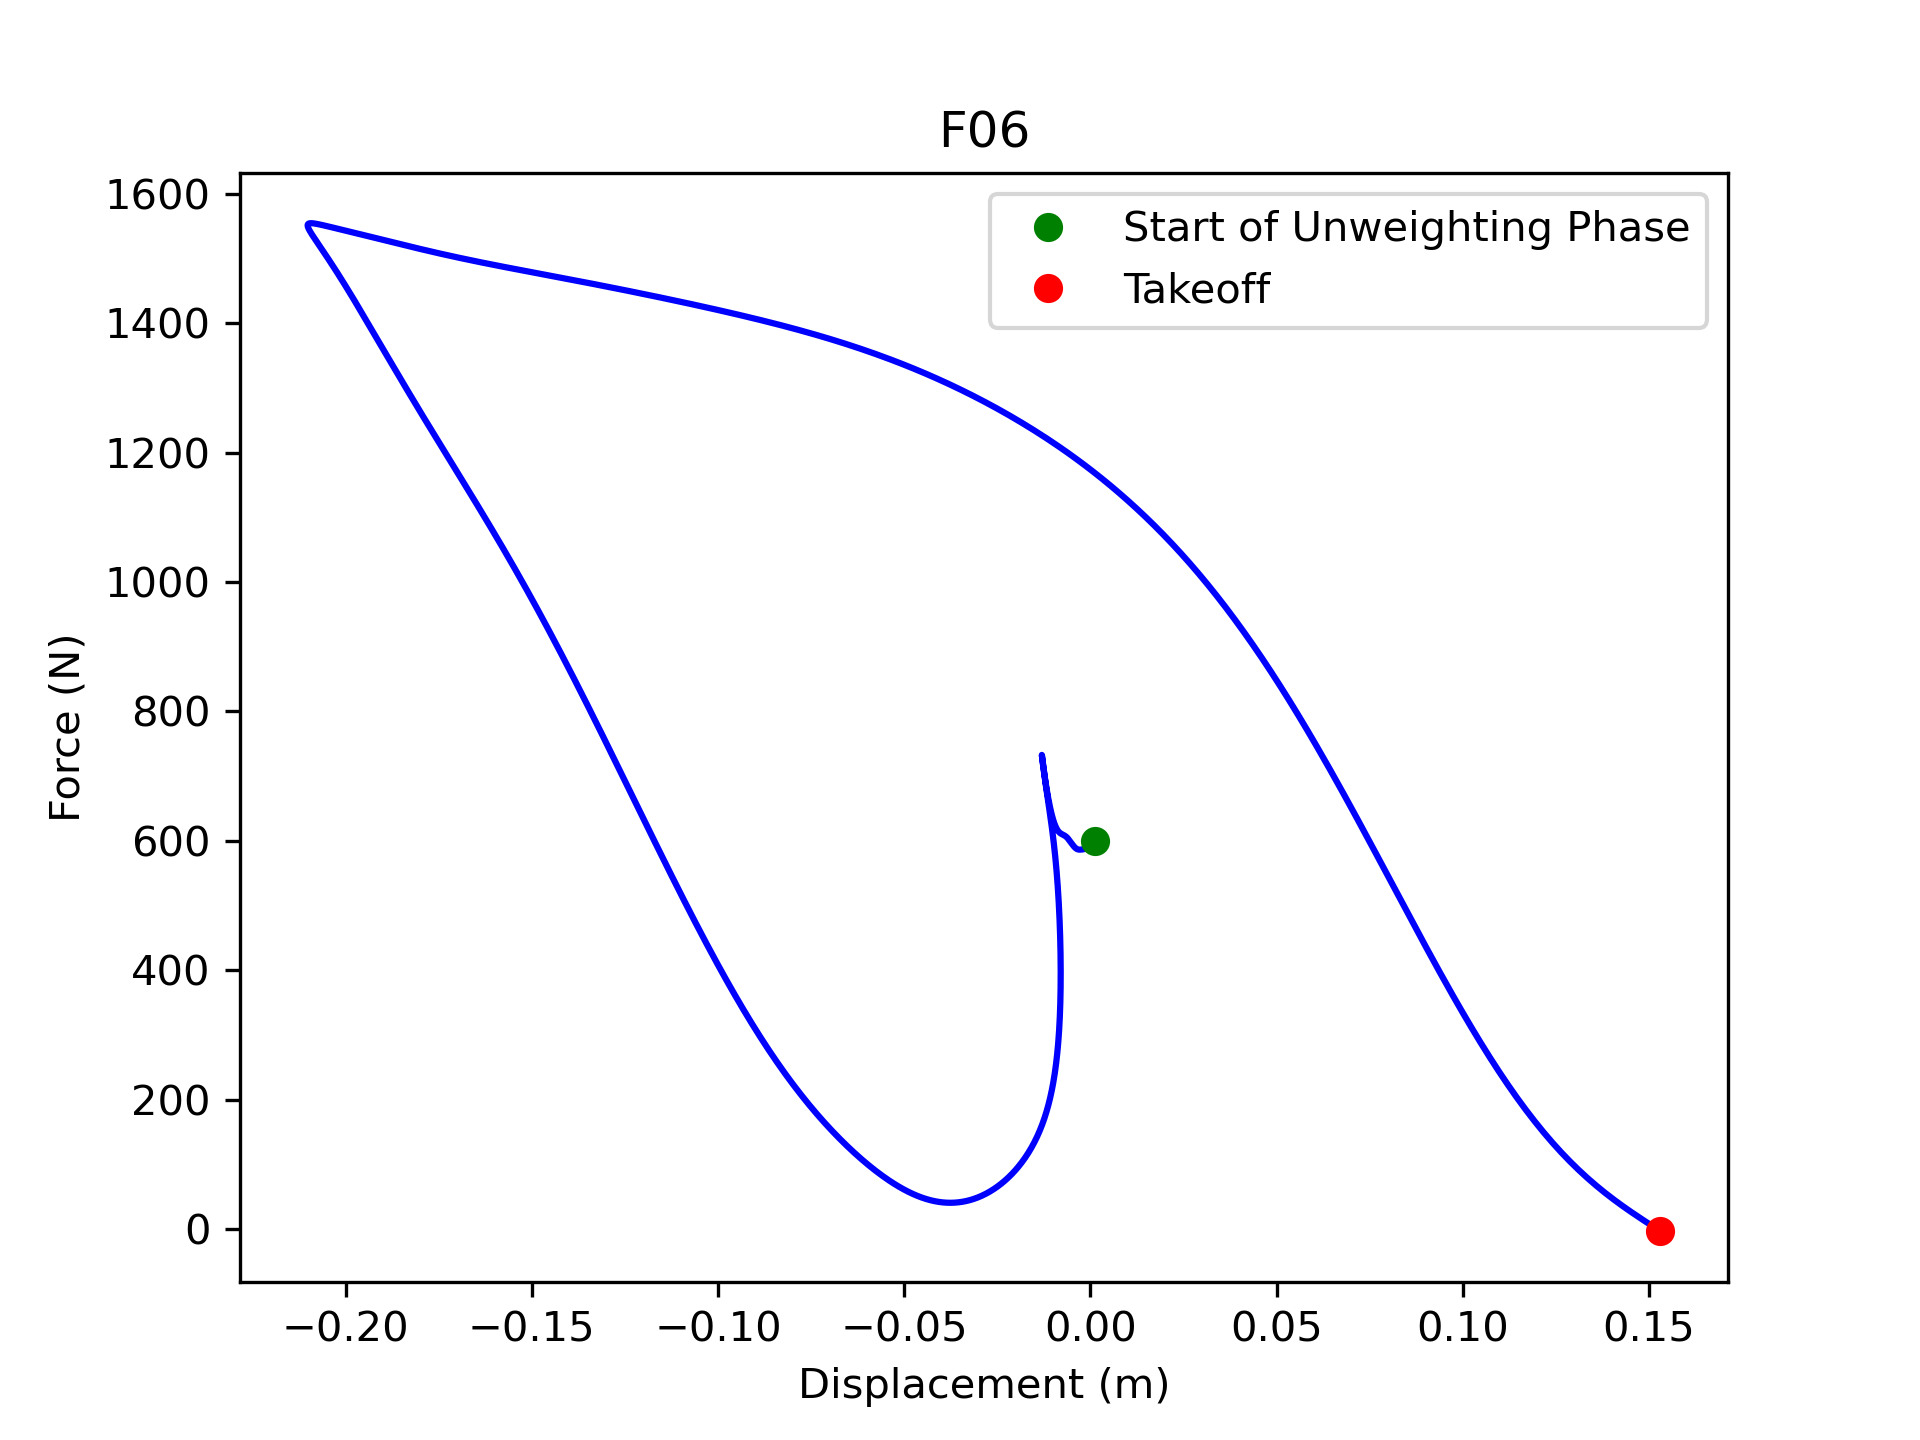 F06
Start of Unweighting Phase
Takeoff
1600
1400
1200
1000
800
600
400
200
0
Force (N)
−0.20 −0.15 −0.10 −0.05 0.00 0.05 0.10 0.15
Displacement (m)